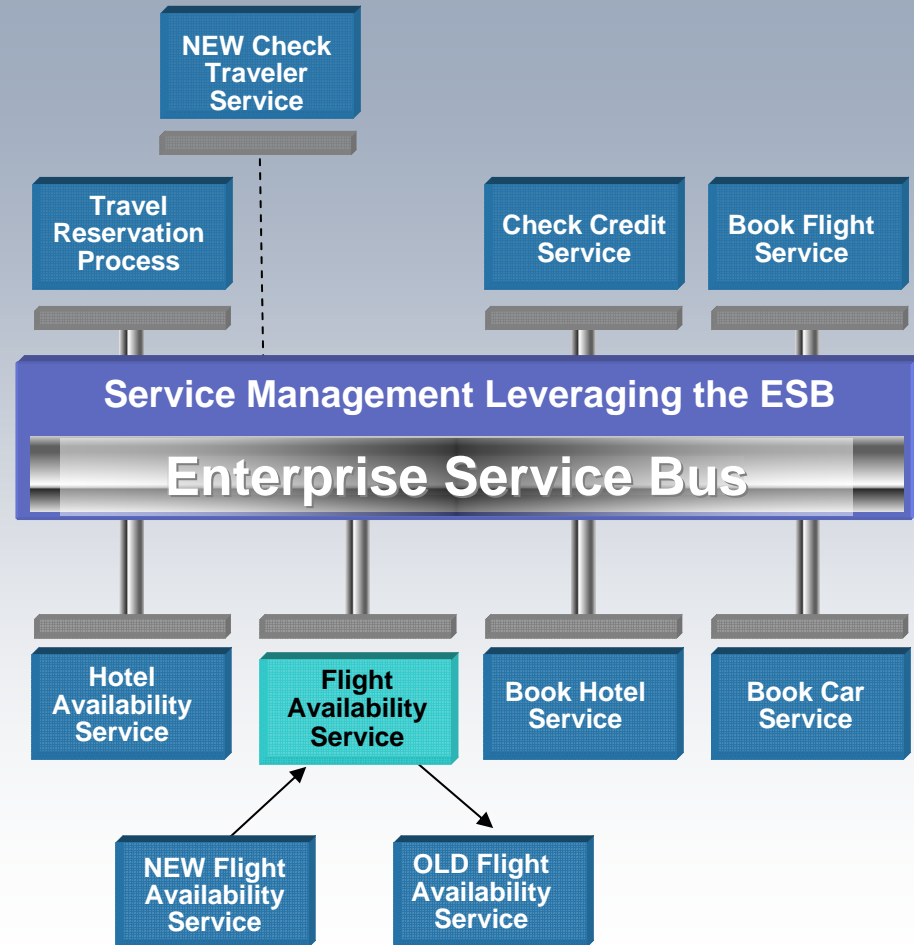 NEW Check
Traveler
Service
Travel
Reservation
Process
Check Credit
Service
Book Flight
Service
Service Management Leveraging the ESB
Enterprise Service Bus
Hotel
Availability
Service
Flight
Availability
Service
Book Hotel
Service
Book Car
Service
NEW Flight
Availability
Service
OLD Flight
Availability
Service